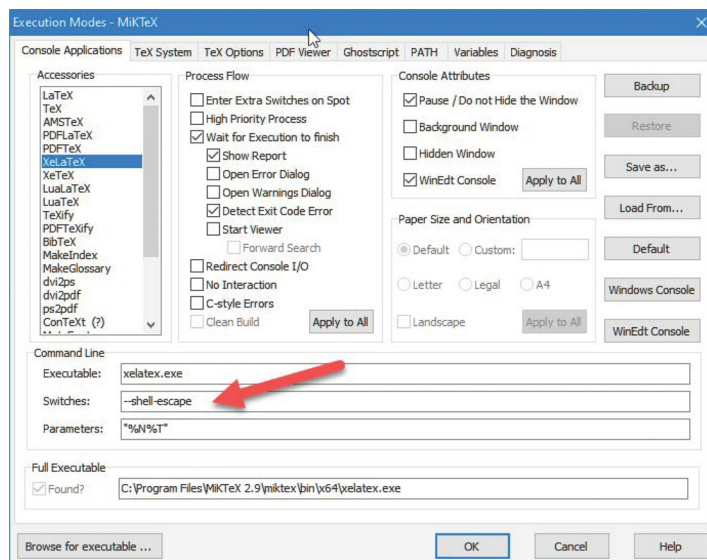 Execution Modes - MiKTeX
Console Applications TeX System TeX Options PDF Viewer Ghostscript PATH Variables Diagnosis
Accessories
LaTeX
TeX
AMSTeX
PDFLaTeX
PDFTeX
XeLaTeX
XeTeX
LuaLaTeX
LuaTeX
TeXify
PDFTeXify
BibTeX
MakeIndex
MakeGlossary
dvi2ps
dvi2pdf
ps2pdf
ConTeXt (?)
Process Flow
Enter Extra Switches on Spot
High Priority Process
Wait for Execution to finish
Show Report
Open Error Dialog
Open Warnings Dialog
Detect Exit Code Error
Start Viewer
Forward Search
Redirect Console I/O
No Interaction
C-style Errors
Clean Build Apply to All
Console Attributes
Pause / Do not Hide the Window
Background Window
Hidden Window
WinEdt Console Apply to All
Paper Size and Orientation
Default Custom:
Letter Legal A4
Landscape Apply to All
Backup
Restore
Save as...
Load From...
Default
Windows Console
WinEdt Console
Command Line
Executable: xelatex.exe
Switches: --shell-escape
Parameters: "%N%T"
Full Executable
Found? C:\Program Files\MiKTeX 2.9\miktex\bin\x64\xelatex.exe
Browse for executable ... OK Cancel Help